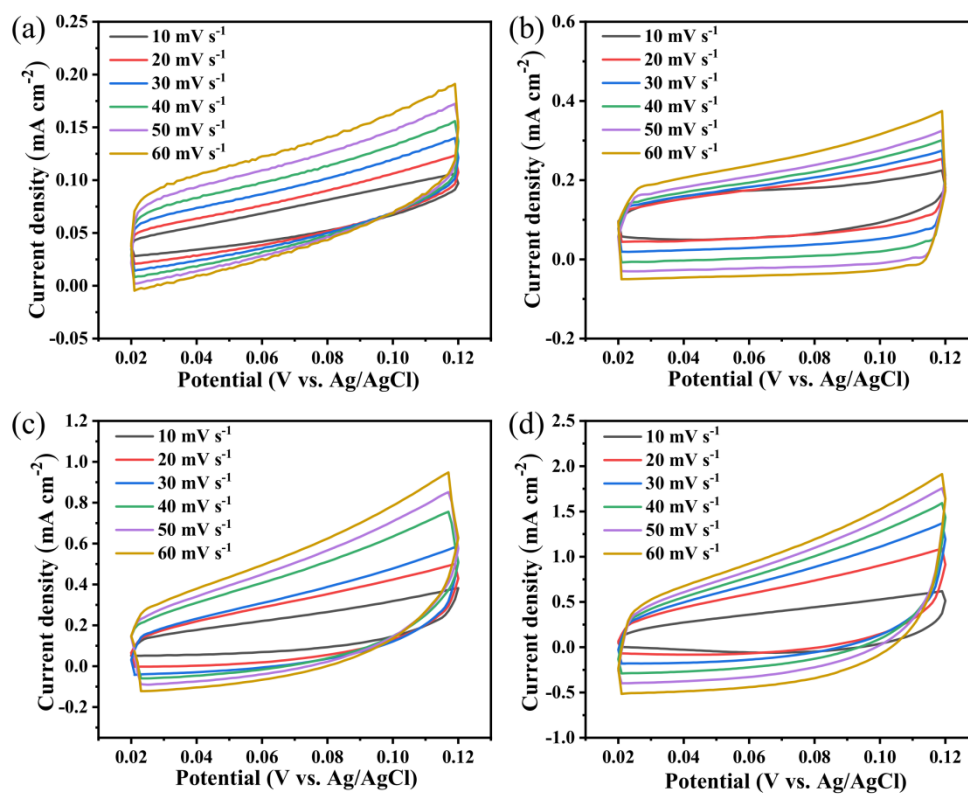 (a)
Current density (mA cm⁻²)
0.25
0.20
0.15
0.10
0.05
0.00
-0.05
10 mV s⁻¹
20 mV s⁻¹
30 mV s⁻¹
40 mV s⁻¹
50 mV s⁻¹
60 mV s⁻¹
0.02 0.04 0.06 0.08 0.10 0.12
Potential (V vs. Ag/AgCl)
(b)
Current density (mA cm⁻²)
0.6
0.4
0.2
0.0
-0.2
10 mV s⁻¹
20 mV s⁻¹
30 mV s⁻¹
40 mV s⁻¹
50 mV s⁻¹
60 mV s⁻¹
0.02 0.04 0.06 0.08 0.10 0.12
Potential (V vs. Ag/AgCl)
(c)
Current density (mA cm⁻²)
1.2
1.0
0.8
0.6
0.4
0.2
0.0
-0.2
10 mV s⁻¹
20 mV s⁻¹
30 mV s⁻¹
40 mV s⁻¹
50 mV s⁻¹
60 mV s⁻¹
0.02 0.04 0.06 0.08 0.10 0.12
Potential (V vs. Ag/AgCl)
(d)
Current density (mA cm⁻²)
2.5
2.0
1.5
1.0
0.5
0.0
-0.5
-1.0
10 mV s⁻¹
20 mV s⁻¹
30 mV s⁻¹
40 mV s⁻¹
50 mV s⁻¹
60 mV s⁻¹
0.02 0.04 0.06 0.08 0.10 0.12
Potential (V vs. Ag/AgCl)